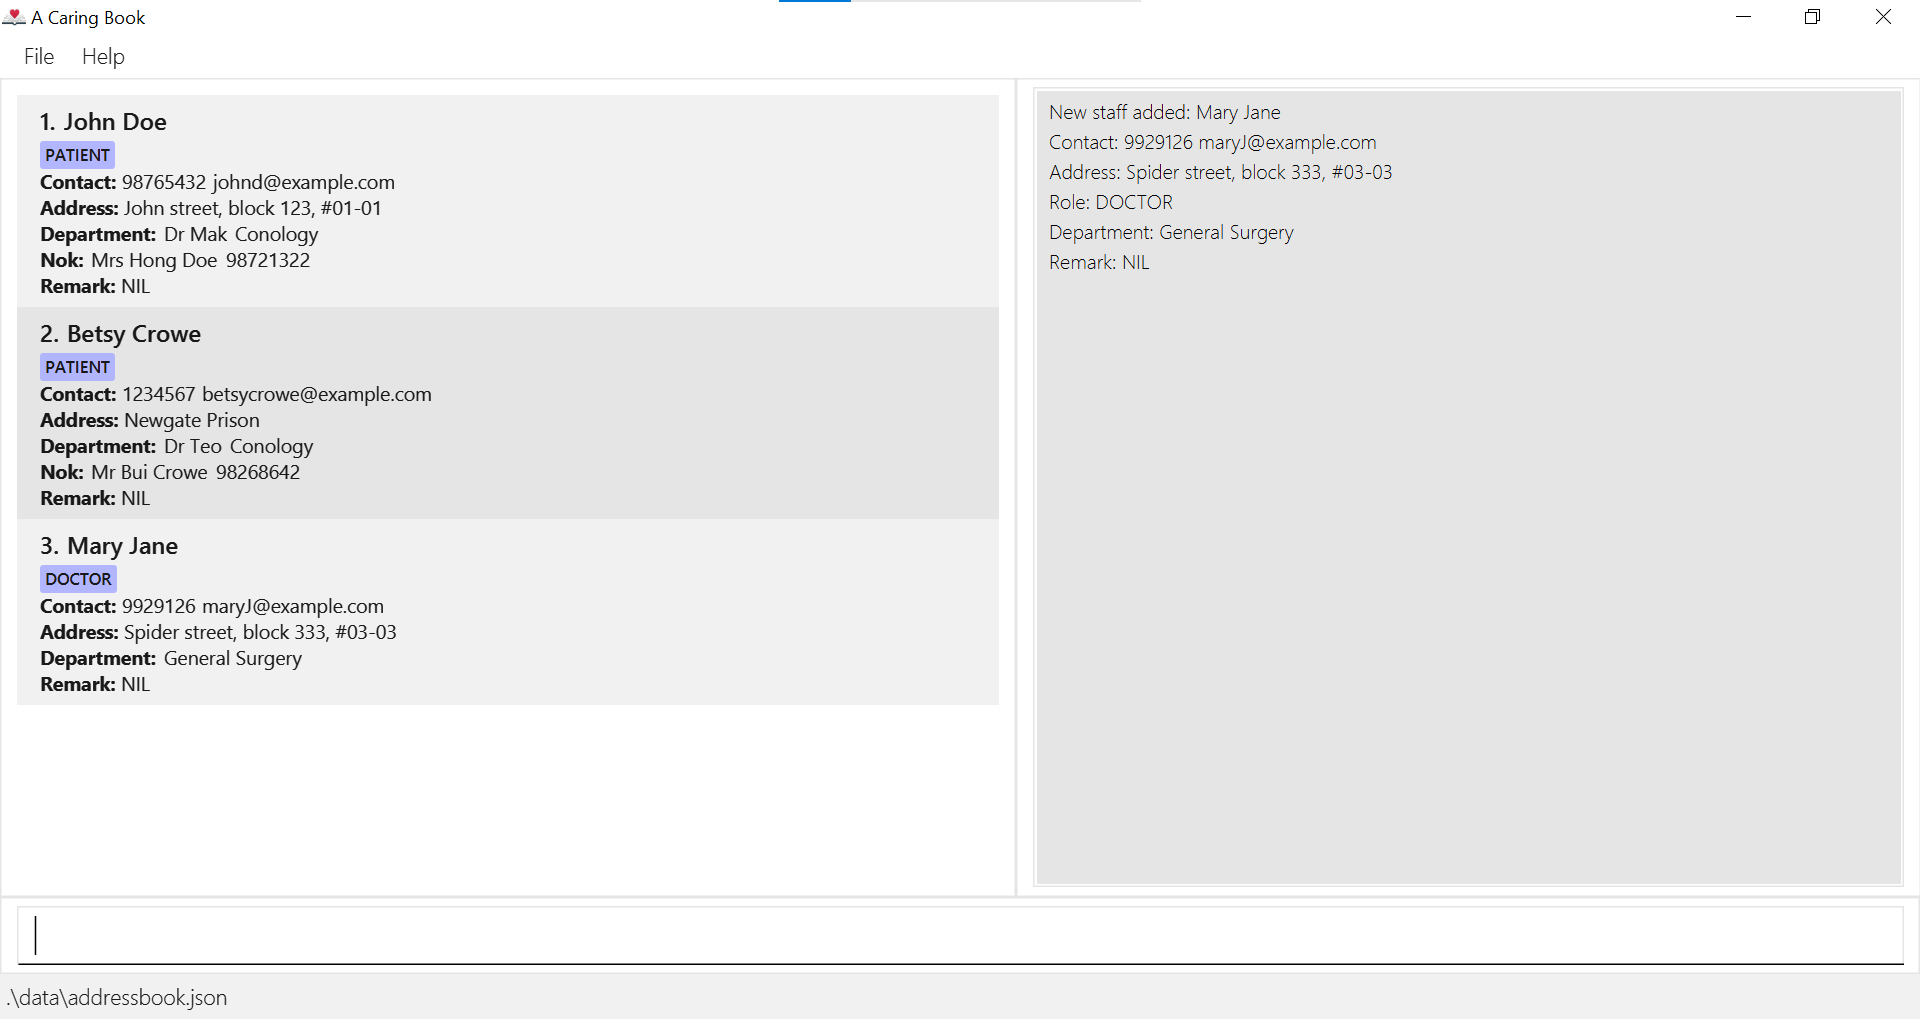 A Caring Book
File Help
1. John Doe
PATIENT
Contact: 98765432 johnd@example.com
Address: John street, block 123, #01-01
Department: Dr Mak Conology
Nok: Mrs Hong Doe 98721322
Remark: NIL
2. Betsy Crowe
PATIENT
Contact: 1234567 betsycrowe@example.com
Address: Newgate Prison
Department: Dr Teo Conology
Nok: Mr Bui Crowe 98268642
Remark: NIL
3. Mary Jane
DOCTOR
Contact: 9929126 maryJ@example.com
Address: Spider street, block 333, #03-03
Department: General Surgery
Remark: NIL
New staff added: Mary Jane
Contact: 9929126 maryJ@example.com
Address: Spider street, block 333, #03-03
Role: DOCTOR
Department: General Surgery
Remark: NIL
.\data\addressbook.json